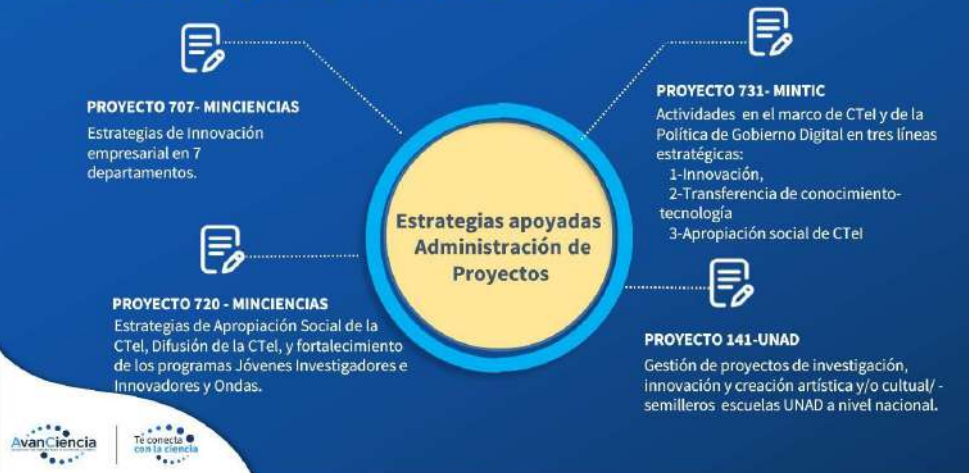 PROYECTO 707- MINCIENCIAS
Estrategias de Innovación
empresarial en 7
departamentos.
PROYECTO 720 - MINCIENCIAS
Estrategias de Apropiación Social de la
CTeI, Difusión de la CTeI, y fortalecimiento
de los programas Jóvenes Investigadores e
Innovadores y Ondas.
Estrategias apoyadas
Administración de
Proyectos
PROYECTO 731- MINTIC
Actividades en el marco de CTeI y de la
Política de Gobierno Digital en tres líneas
estratégicas:
1-Innovación,
2-Transferencia de conocimiento-
tecnología
3-Apropiación social de CTeI
PROYECTO 141-UNAD
Gestión de proyectos de investigación,
innovación y creación artística y/o cultural/ -
semilleros escuelas UNAD a nivel nacional.
AvanCiencia
Te conecta
con la ciencia